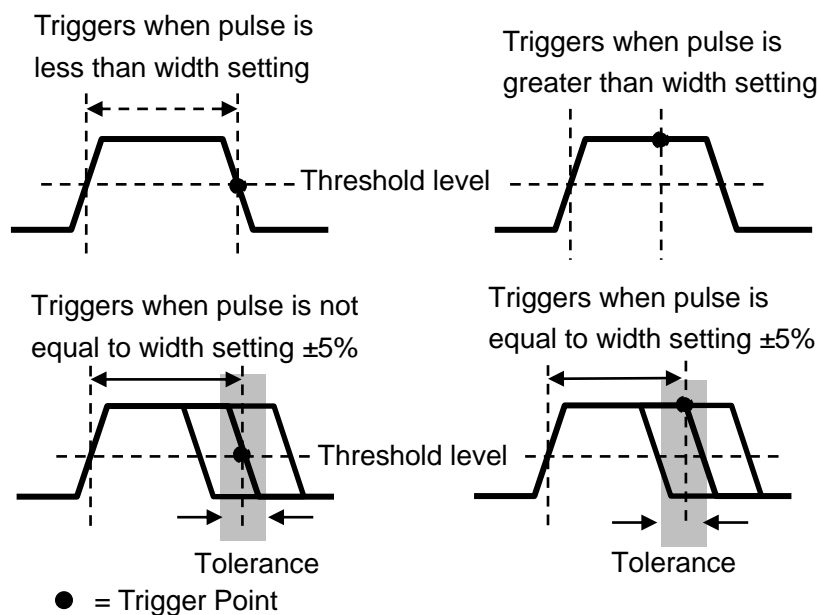 Triggers when pulse is
less than width setting
Threshold level
Triggers when pulse is
greater than width setting
Triggers when pulse is not
equal to width setting ±5%
Threshold level
Tolerance
Triggers when pulse is
equal to width setting ±5%
Tolerance
= Trigger Point